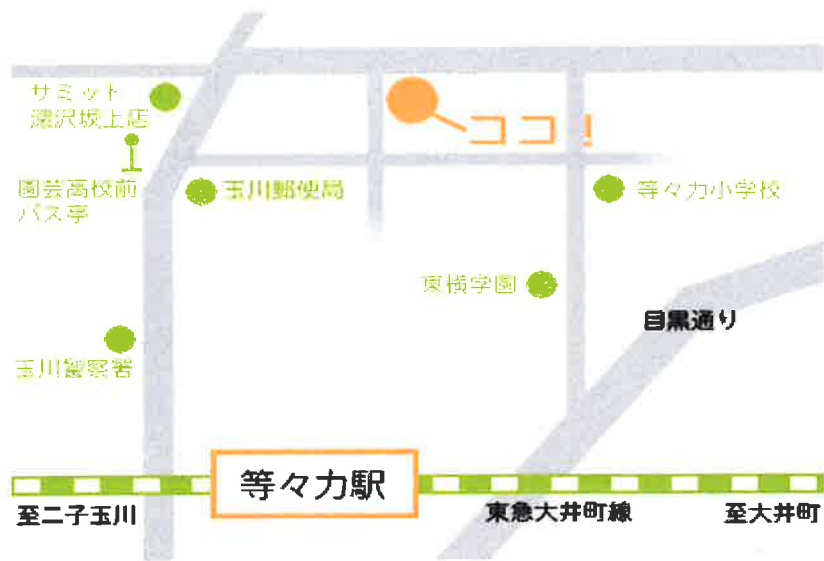 サミット
深沢坂上店
ココ！
園芸高校前
バス亭
玉川郵便局
等々力小学校
東横学園
目黒通り
玉川警察署
等々力駅
至二子玉川
東急大井町線
至大井町